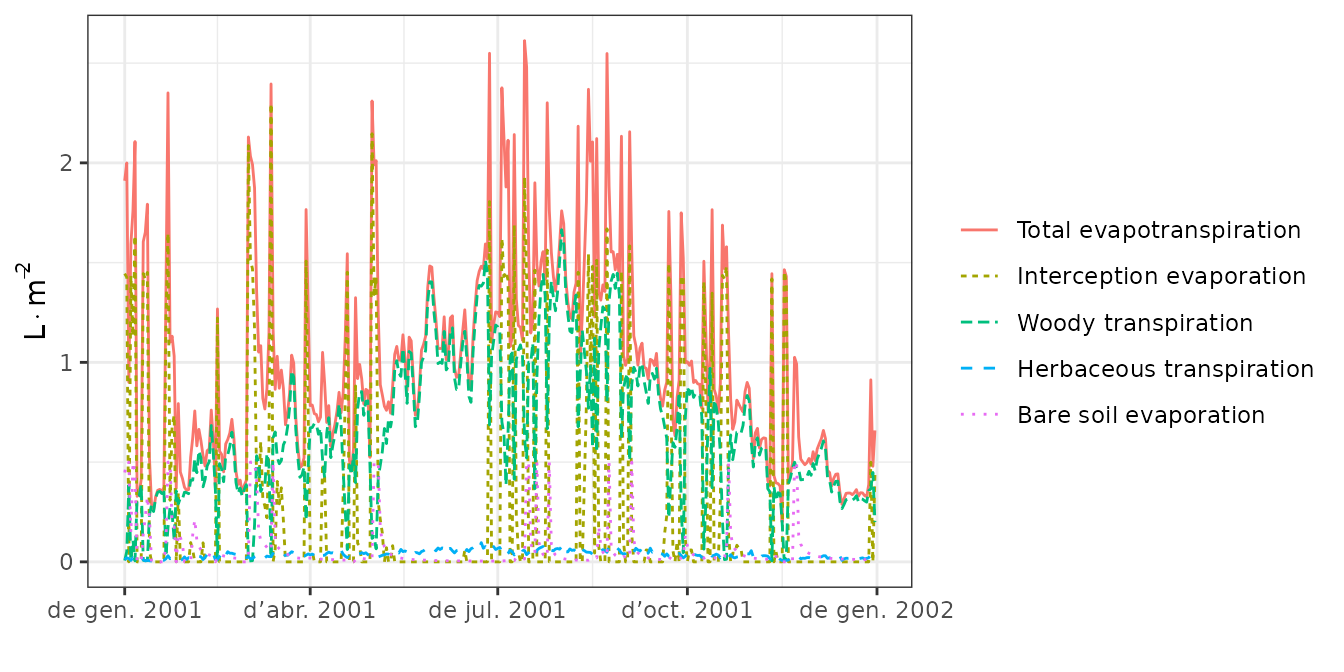 L · m⁻²
2
1
0
de gen. 2001 d’abr. 2001 de jul. 2001 d’oct. 2001 de gen. 2002
Total evapotranspiration
Interception evaporation
Woody transpiration
Herbaceous transpiration
Bare soil evaporation